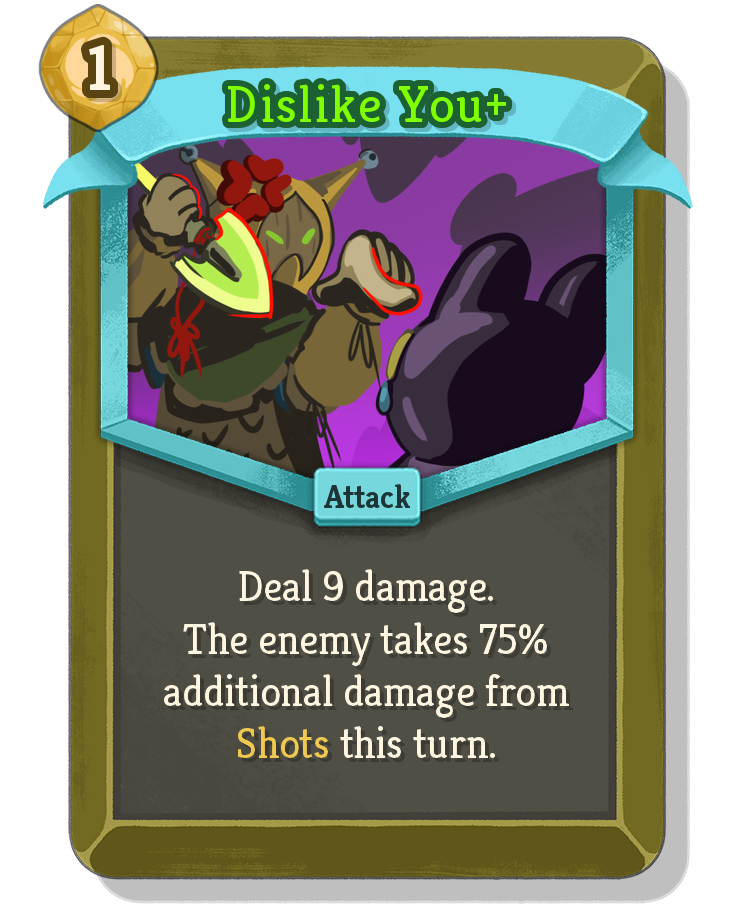 1
Dislike You+
Attack
Deal 9 damage.
The enemy takes 75%
additional damage from
Shots this turn.